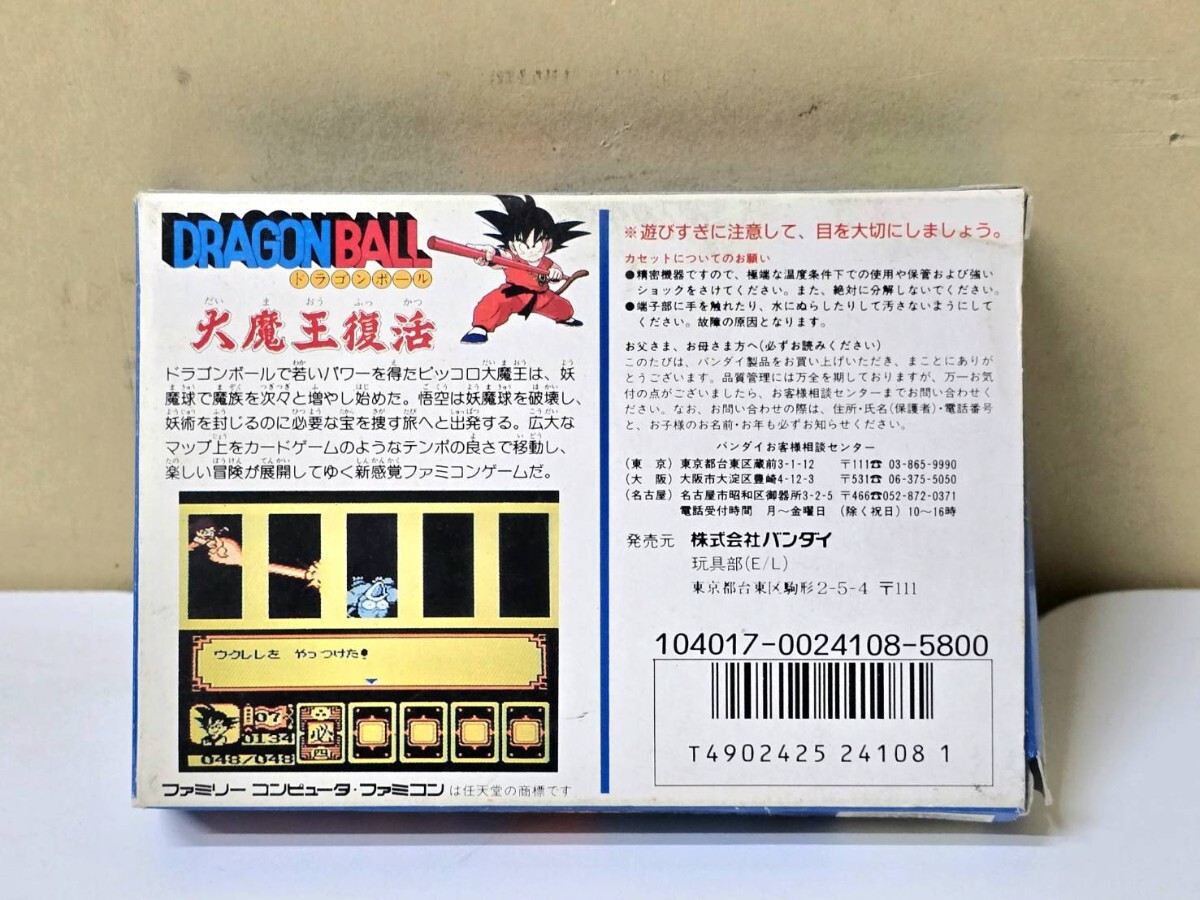 DRAGON BALL
ドラゴンボール
だい ま おう ふっ かつ
大魔王復活
ドラゴンボールで若いパワーを得たピッコロ大魔王は、妖
魔球で魔族を次々と増やし始めた。悟空は妖魔球を破壊し、
妖術を封じるのに必要な宝を捜す旅へと出発する。広大な
マップ上をカードゲームのようなテンポの良さで移動し、
楽しい冒険が展開してゆく新感覚ファミコンゲームだ。
ウクレレを やっつけた!
07
0134
048/048
必
四
ファミリー コンピュータ・ファミコン は任天堂の商標です
※遊びすぎに注意して、目を大切にしましょう。
カセットについてのお願い
●精密機器ですので、極端な温度条件下での使用や保管および強い
ショックをさけてください。また、絶対に分解しないでください。
●端子部に手を触れたり、水にぬらしたりして汚さないようにして
ください。故障の原因となります。
お父さま、お母さま方へ(必ずお読みください)
このたびは、バンダイ製品をお買い上げいただき、まことにありが
とうございます。品質管理には万全を期しておりますが、万一お気
付の点がございましたら、お客様相談センターまでお問い合わせく
ださい。なお、お問い合わせの際は、住所・氏名(保護者)・電話番号
と、お子様のお名前・お年も必ずお知らせください。
バンダイお客様相談センター
(東 京) 東京都台東区蔵前3-1-12 〒111☎ 03-865-9990
(大 阪) 大阪市大淀区豊崎4-12-3 〒531☎ 06-375-5050
(名古屋) 名古屋市昭和区御器所3-2-5 〒466☎052-872-0371
電話受付時間 月〜金曜日 (除く祝日) 10〜16時
発売元 株式会社バンダイ
玩具部(E/L)
東京都台東区駒形2-5-4 〒111
104017-0024108-5800
T4902425 24108 1